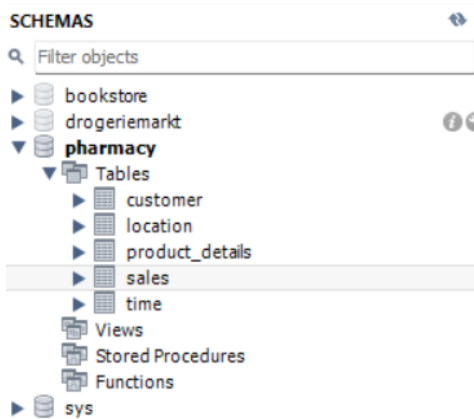 SCHEMAS
Filter objects
bookstore
drogeriemarkt
pharmacy
Tables
customer
location
product_details
sales
time
Views
Stored Procedures
Functions
sys